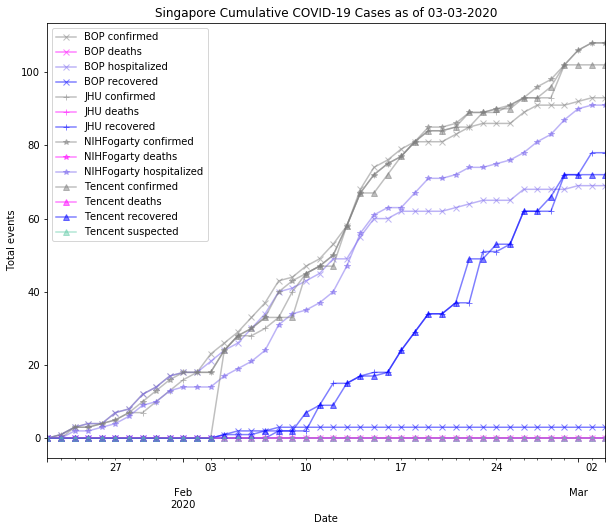 Singapore Cumulative COVID-19 Cases as of 03-03-2020
BOP confirmed
BOP deaths
BOP hospitalized
BOP recovered
JHU confirmed
JHU deaths
JHU recovered
NIHFogarty confirmed
NIHFogarty deaths
NIHFogarty hospitalized
Tencent confirmed
Tencent deaths
Tencent recovered
Tencent suspected
Total events
100
80
60
40
20
0
27 03 10 17 24 02
Feb Mar
2020
Date